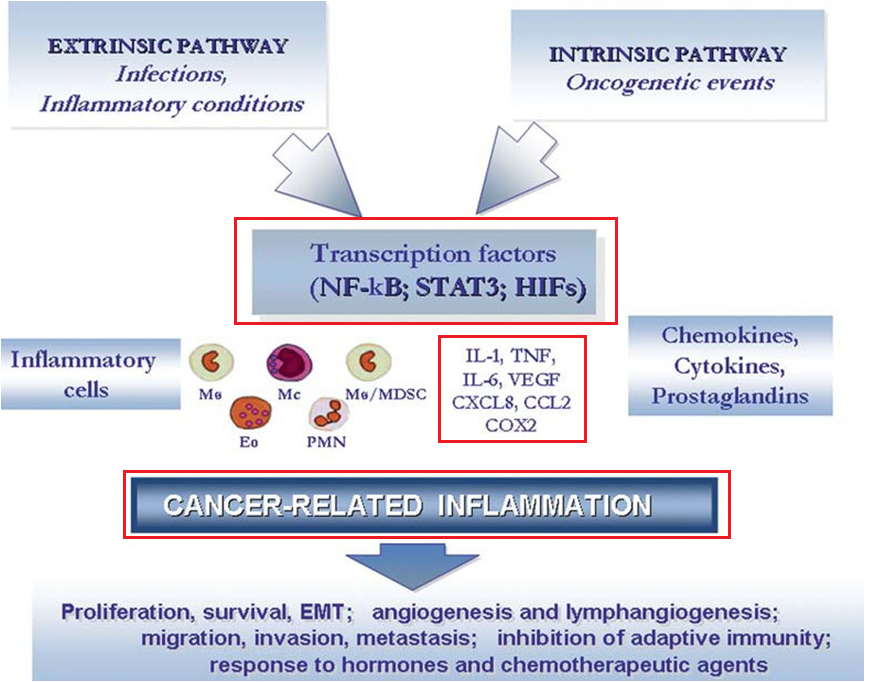 EXTRINSIC PATHWAY
Infections,
Inflammatory conditions
INTRINSIC PATHWAY
Oncogenetic events
Transcription factors
(NF-kB; STAT3; HIFs)
Inflammatory
cells
Mø
Mc
Mø/MDSC
Eo
PMN
IL-1, TNF,
IL-6, VEGF
CXCL8, CCL2
COX2
Chemokines,
Cytokines,
Prostaglandins
CANCER-RELATED INFLAMMATION
Proliferation, survival, EMT; angiogenesis and lymphangiogenesis;
migration, invasion, metastasis; inhibition of adaptive immunity;
response to hormones and chemotherapeutic agents